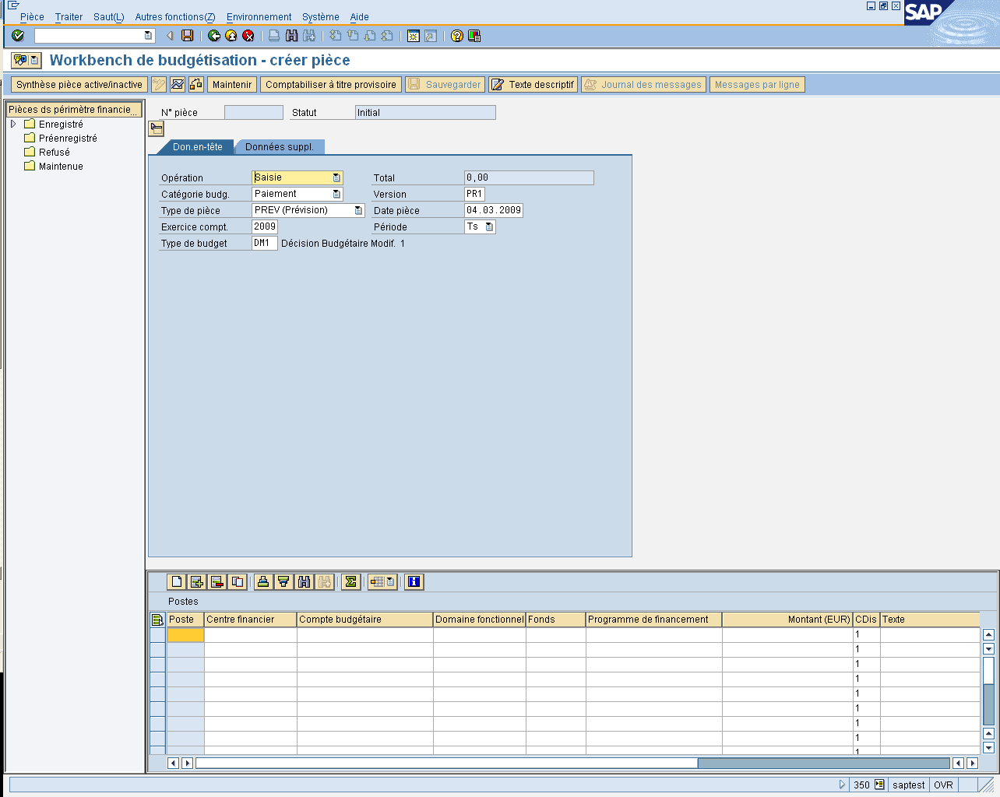 Pièce Traiter Saut(L) Autres fonctions(Z) Environnement Système Aide
SAP
Workbench de budgétisation - créer pièce
Synthèse pièce active/inactive Maintenir Comptabiliser à titre provisoire Sauvegarder Texte descriptif Journal des messages Messages par ligne
Pièces ds périmètre financie...
Enregistré
Préenregistré
Refusé
Maintenue
N° pièce Statut Initial
Don.en-tête Données suppl.
Opération Saisie Total 0,00
Catégorie budg. Paiement Version PR1
Type de pièce PREV (Prévision) Date pièce 04.03.2009
Exercice compt. 2009 Période Ts
Type de budget DM1 Décision Budgétaire Modif. 1
Postes
Poste Centre financier Compte budgétaire Domaine fonctionnel Fonds Programme de financement Montant (EUR) CDis Texte
1
1
1
1
1
1
1
1
1
350 saptest OVR